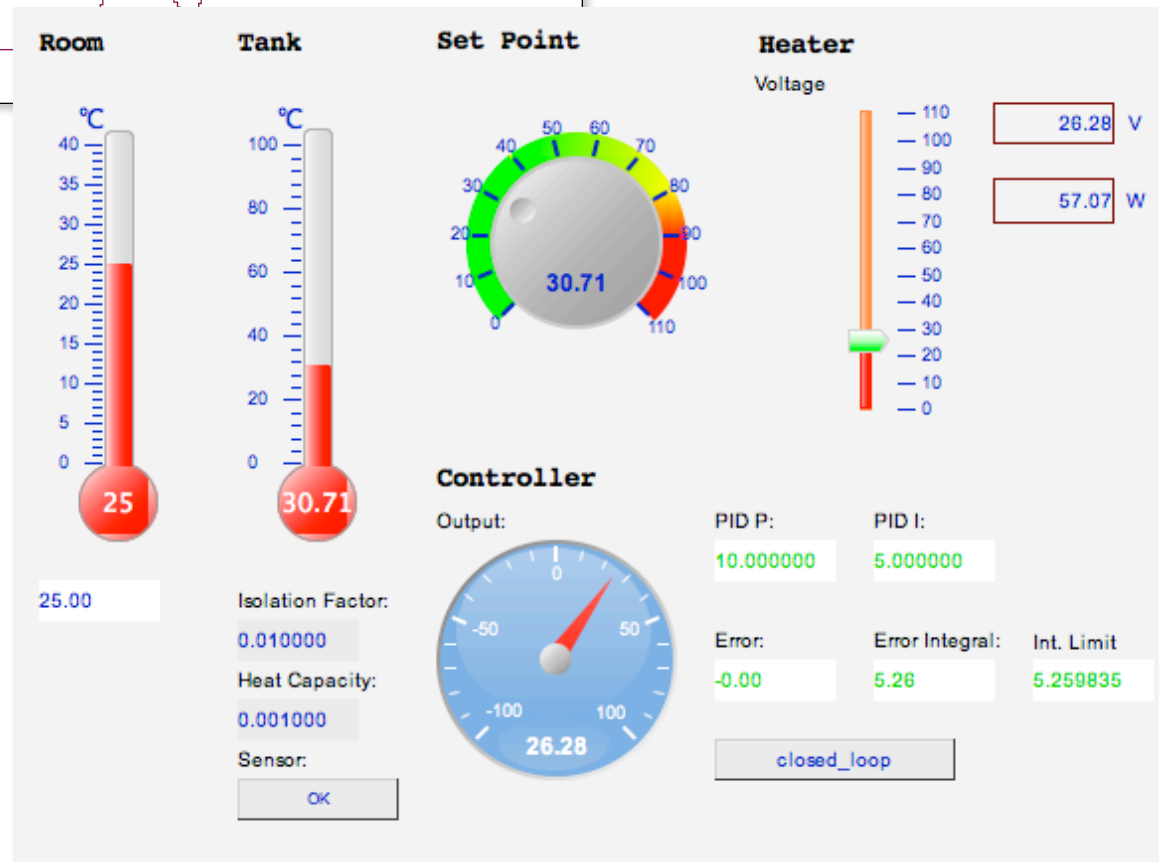 Room
Tank
Set Point
Heater
Voltage
°C
40
35
30
25
20
15
10
5
0
25
25.00
°C
100
80
60
40
20
0
30.71
Isolation Factor:
0.010000
Heat Capacity:
0.001000
Sensor:
OK
0
10
20
30
40
50
60
70
80
90
100
110
30.71
110
100
90
80
70
60
50
40
30
20
10
0
26.28 V
57.07 W
Controller
Output:
-100
-50
0
50
100
26.28
PID P:
10.000000
PID I:
5.000000
Error:
-0.00
Error Integral:
5.26
Int. Limit
5.259835
closed_loop